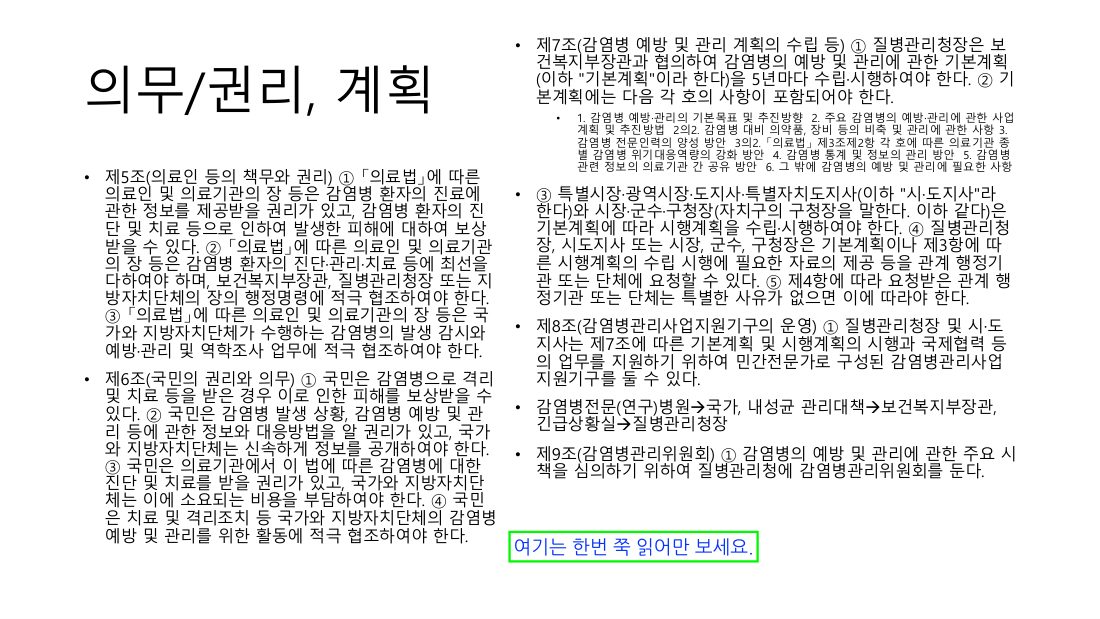 의무/권리, 계획
• 제5조(의료인 등의 책무와 권리) ①「의료법」에 따른
의료인 및 의료기관의 장 등은 감염병 환자의 진료에
관한 정보를 제공받을 권리가 있고, 감염병 환자의 진
단 및 치료 등으로 인하여 발생한 피해에 대하여 보상
받을 수 있다. ②「의료법」에 따른 의료인 및 의료기관
의 장 등은 감염병 환자의 진단·관리·치료 등에 최선을
다하여야 하며, 보건복지부장관, 질병관리청장 또는 지
방자치단체의 장의 행정명령에 적극 협조하여야 한다.
③「의료법」에 따른 의료인 및 의료기관의 장 등은 국
가와 지방자치단체가 수행하는 감염병의 발생 감시와
예방·관리 및 역학조사 업무에 적극 협조하여야 한다.
• 제6조(국민의 권리와 의무) ① 국민은 감염병으로 격리
및 치료 등을 받은 경우 이로 인한 피해를 보상받을 수
있다. ② 국민은 감염병 발생 상황, 감염병 예방 및 관
리 등에 관한 정보와 대응방법을 알 권리가 있고, 국가
와 지방자치단체는 신속하게 정보를 공개하여야 한다.
③ 국민은 의료기관에서 이 법에 따른 감염병에 대한
진단 및 치료를 받을 권리가 있고, 국가와 지방자치단
체는 이에 소요되는 비용을 부담하여야 한다. ④ 국민
은 치료 및 격리조치 등 국가와 지방자치단체의 감염병
예방 및 관리를 위한 활동에 적극 협조하여야 한다.
• 제7조(감염병 예방 및 관리 계획의 수립 등) ① 질병관리청장은 보
건복지부장관과 협의하여 감염병의 예방 및 관리에 관한 기본계획
(이하 "기본계획"이라 한다)을 5년마다 수립·시행하여야 한다. ② 기
본계획에는 다음 각 호의 사항이 포함되어야 한다.
• 1. 감염병 예방·관리의 기본목표 및 추진방향 2. 주요 감염병의 예방·관리에 관한 사업
계획 및 추진방법 2의2. 감염병 대비 의약품, 장비 등의 비축 및 관리에 관한 사항 3.
감염병 전문인력의 양성 방안 3의2.「의료법」제3조제2항 각 호에 따른 의료기관 종
별 감염병 위기대응역량의 강화 방안 4. 감염병 통계 및 정보의 관리 방안 5. 감염병
관련 정보의 의료기관 간 공유 방안 6. 그 밖에 감염병의 예방 및 관리에 필요한 사항
• ③ 특별시장·광역시장·도지사·특별자치도지사(이하 "시·도지사"라
한다)와 시장·군수·구청장(자치구의 구청장을 말한다. 이하 같다)은
기본계획에 따라 시행계획을 수립·시행하여야 한다. ④ 질병관리청
장, 시도지사 또는 시장, 군수, 구청장은 기본계획이나 제3항에 따
른 시행계획의 수립 시행에 필요한 자료의 제공 등을 관계 행정기
관 또는 단체에 요청할 수 있다. ⑤ 제4항에 따라 요청받은 관계 행
정기관 또는 단체는 특별한 사유가 없으면 이에 따라야 한다.
• 제8조(감염병관리사업지원기구의 운영) ① 질병관리청장 및 시·도
지사는 제7조에 따른 기본계획 및 시행계획의 시행과 국제협력 등
의 업무를 지원하기 위하여 민간전문가로 구성된 감염병관리사업
지원기구를 둘 수 있다.
• 감염병전문(연구)병원→국가, 내성균 관리대책→보건복지부장관,
긴급상황실→질병관리청장
• 제9조(감염병관리위원회) ① 감염병의 예방 및 관리에 관한 주요 시
책을 심의하기 위하여 질병관리청에 감염병관리위원회를 둔다.
여기는 한번 쭉 읽어만 보세요.